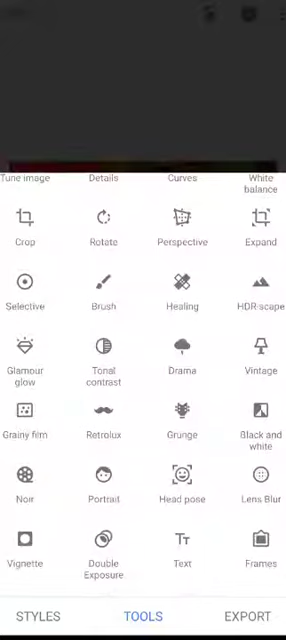 Tune image Details Curves White balance
Crop Rotate Perspective Expand
Selective Brush Healing HDR scape
Glamour glow Tonal contrast Drama Vintage
Grainy film Retrolux Grunge Black and white
Noir Portrait Head pose Lens Blur
Vignette Double Exposure Text Frames
STYLES TOOLS EXPORT